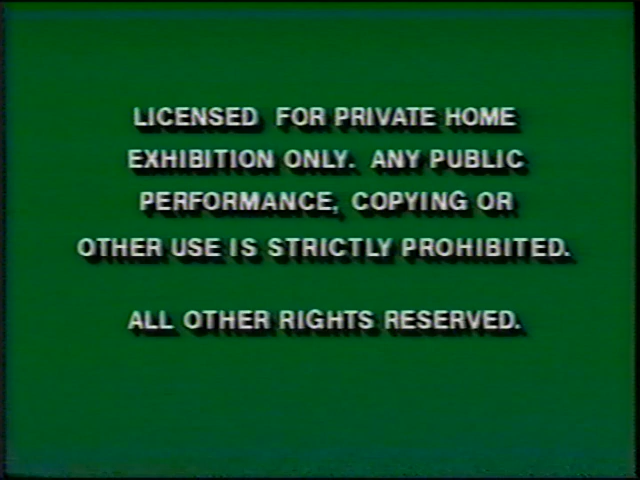 LICENSED FOR PRIVATE HOME
EXHIBITION ONLY. ANY PUBLIC
PERFORMANCE, COPYING OR
OTHER USE IS STRICTLY PROHIBITED.
ALL OTHER RIGHTS RESERVED.